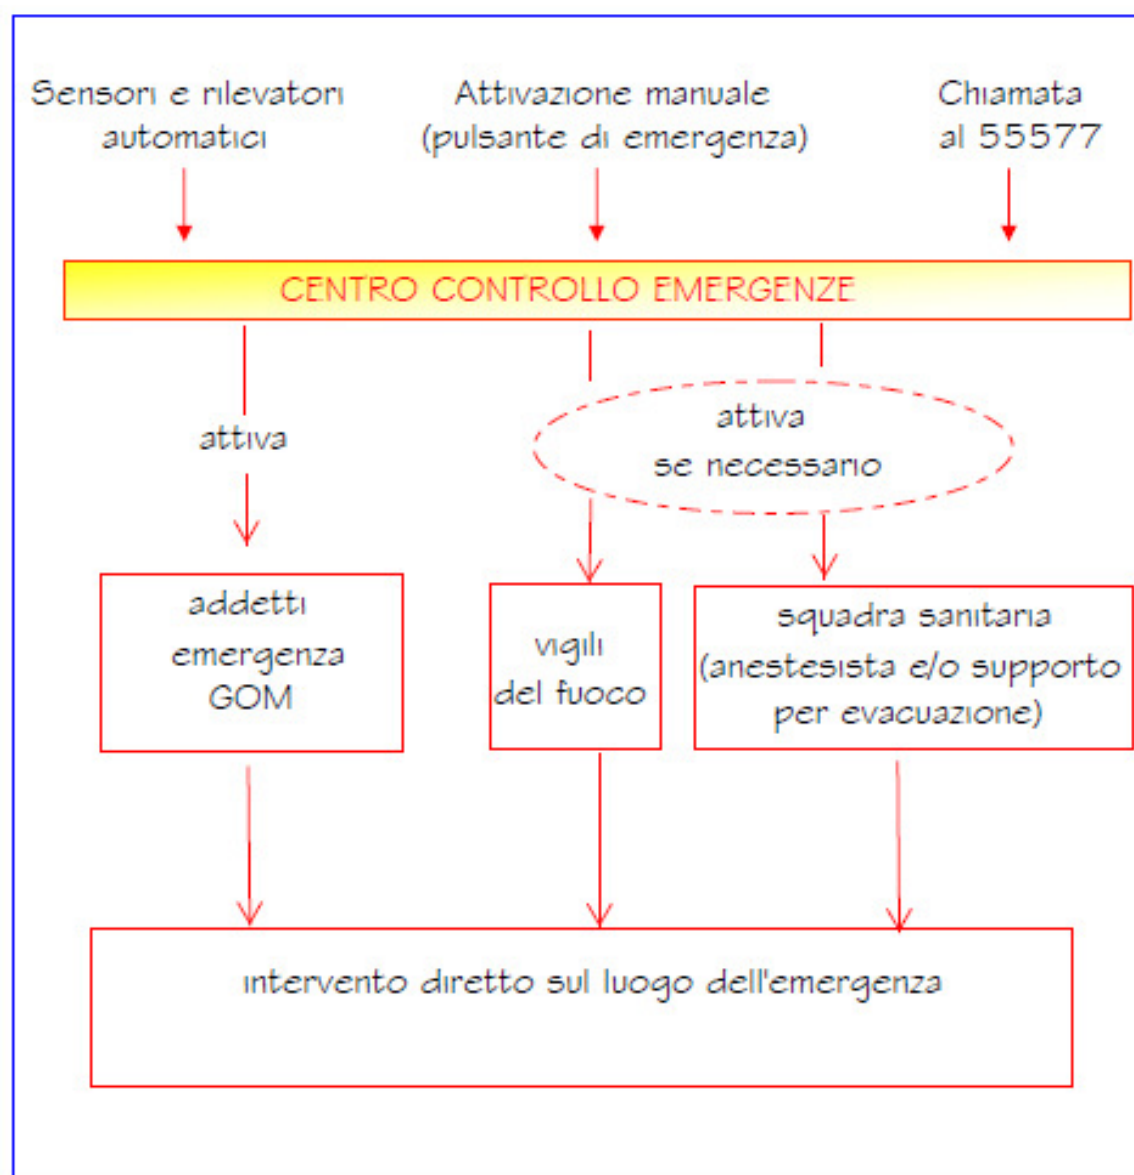 Sensori e rilevatori
automatici
Attivazione manuale
(pulsante di emergenza)
Chiamata
al 55577
CENTRO CONTROLLO EMERGENZE
attiva
attiva
se necessario
addetti
emergenza
GOM
vigili
del fuoco
squadra sanitaria
(anestesista e/o supporto
per evacuazione)
intervento diretto sul luogo dell'emergenza